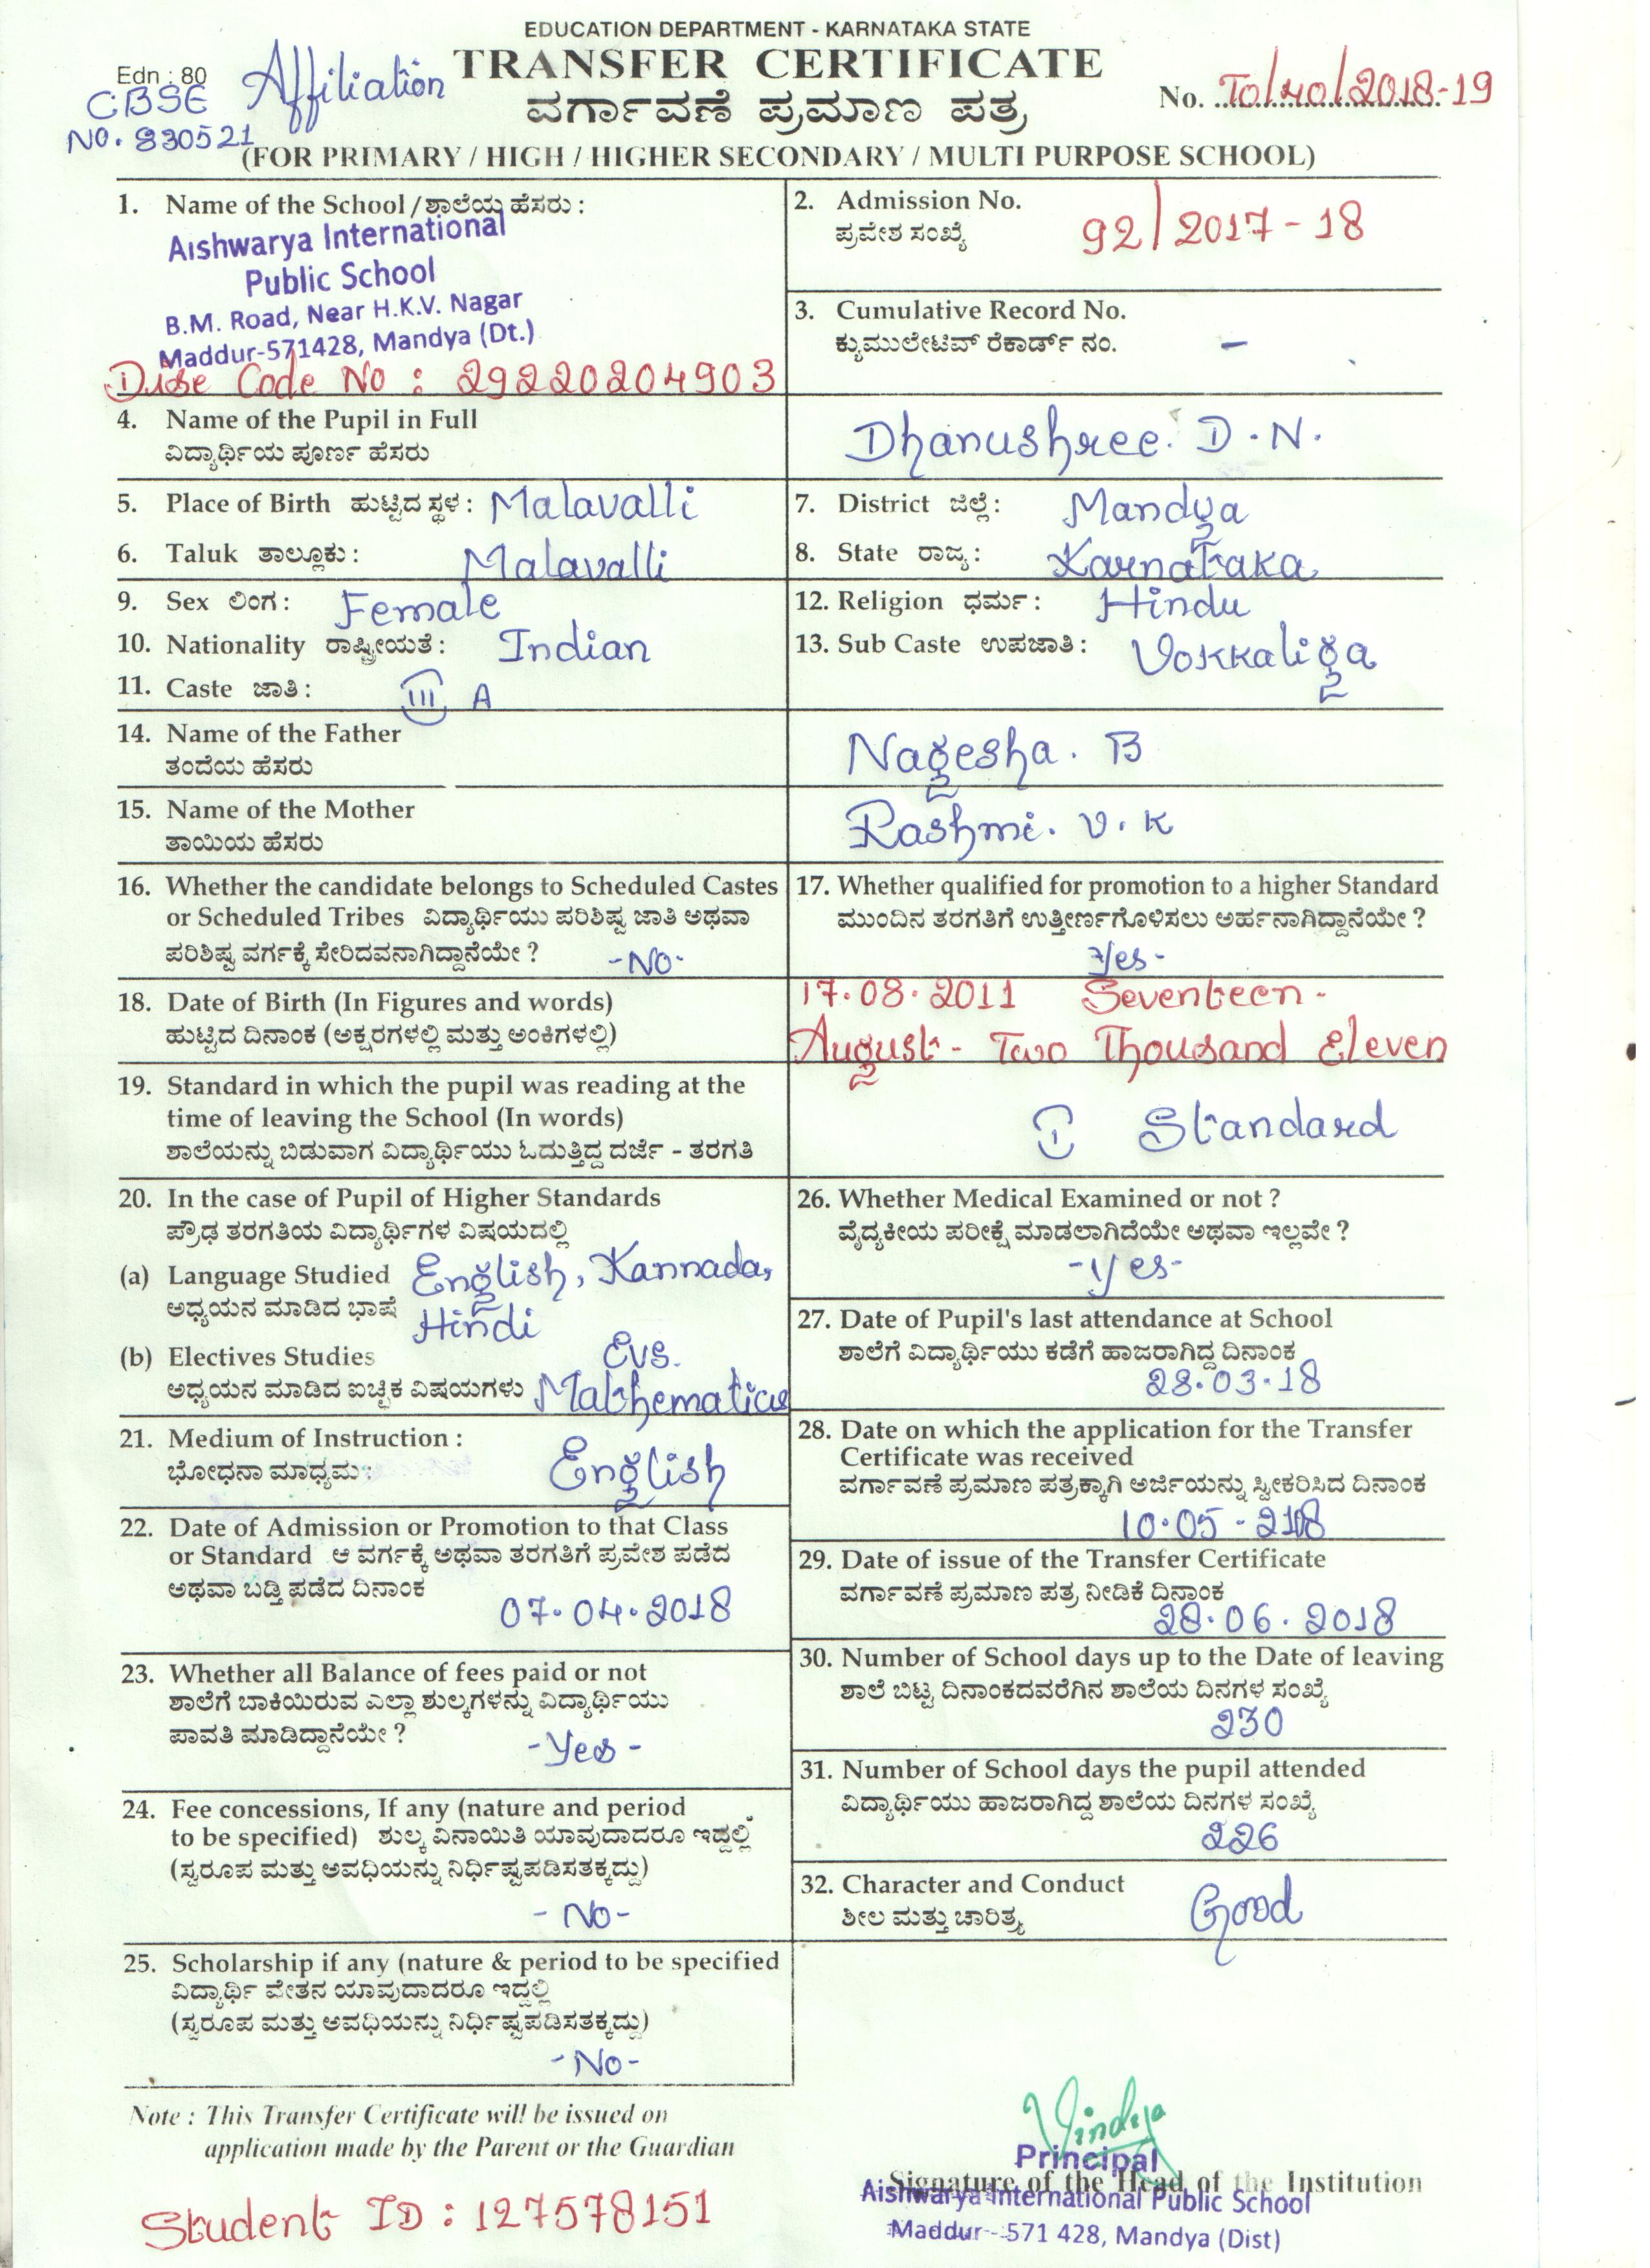 EDUCATION DEPARTMENT - KARNATAKA STATE
Edn : 80
Affiliation
TRANSFER CERTIFICATE
CBSE
ವರ್ಗಾವಣೆ ಪ್ರಮಾಣ ಪತ್ರ
No. To/40/2018-19
NO. 830521
(FOR PRIMARY / HIGH / HIGHER SECONDARY / MULTI PURPOSE SCHOOL)
1. Name of the School / ಶಾಲೆಯ ಹೆಸರು :
Aishwarya International
Public School
B.M. Road, Near H.K.V. Nagar
Maddur-571428, Mandya (Dt.)
Dise Code No : 29220204903
2. Admission No.
ಪ್ರವೇಶ ಸಂಖ್ಯೆ
92/2017-18
3. Cumulative Record No.
ಕ್ಯುಮುಲೇಟಿವ್ ರೆಕಾರ್ಡ್ ನಂ. -
4. Name of the Pupil in Full
ವಿದ್ಯಾರ್ಥಿಯ ಪೂರ್ಣ ಹೆಸರು
Dhanushree. D.N.
5. Place of Birth ಹುಟ್ಟಿದ ಸ್ಥಳ : Malavalli
6. Taluk ತಾಲ್ಲೂಕು : Malavalli
7. District ಜಿಲ್ಲೆ : Mandya
8. State ರಾಜ್ಯ : Karnataka
9. Sex ಲಿಂಗ : Female
10. Nationality ರಾಷ್ಟ್ರೀಯತೆ : Indian
11. Caste ಜಾತಿ : III A
12. Religion ಧರ್ಮ : Hindu
13. Sub Caste ಉಪಜಾತಿ : Vokkaliga
14. Name of the Father
ತಂದೆಯ ಹೆಸರು
Nagesha. B
15. Name of the Mother
ತಾಯಿಯ ಹೆಸರು
Rashmi. V. K
16. Whether the candidate belongs to Scheduled Castes
or Scheduled Tribes ವಿದ್ಯಾರ್ಥಿಯು ಪರಿಶಿಷ್ಟ ಜಾತಿ ಅಥವಾ
ಪರಿಶಿಷ್ಟ ವರ್ಗಕ್ಕೆ ಸೇರಿದವನಾಗಿದ್ದಾನೆಯೇ ? -No-
17. Whether qualified for promotion to a higher Standard
ಮುಂದಿನ ತರಗತಿಗೆ ಉತ್ತೀರ್ಣಗೊಳಿಸಲು ಅರ್ಹನಾಗಿದ್ದಾನೆಯೇ ?
Yes-
18. Date of Birth (In Figures and words)
ಹುಟ್ಟಿದ ದಿನಾಂಕ (ಅಕ್ಷರಗಳಲ್ಲಿ ಮತ್ತು ಅಂಕಿಗಳಲ್ಲಿ)
17.08.2011 Seventeen -
August - Two Thousand Eleven
19. Standard in which the pupil was reading at the
time of leaving the School (In words)
ಶಾಲೆಯನ್ನು ಬಿಡುವಾಗ ವಿದ್ಯಾರ್ಥಿಯು ಓದುತ್ತಿದ್ದ ದರ್ಜೆ - ತರಗತಿ
I Standard
20. In the case of Pupil of Higher Standards
ಪ್ರೌಢ ತರಗತಿಯ ವಿದ್ಯಾರ್ಥಿಗಳ ವಿಷಯದಲ್ಲಿ
(a) Language Studied English, Kannada,
ಅಧ್ಯಯನ ಮಾಡಿದ ಭಾಷೆ Hindi
(b) Electives Studies Evs.
ಅಧ್ಯಯನ ಮಾಡಿದ ಐಚ್ಛಿಕ ವಿಷಯಗಳು Mathematics
21. Medium of Instruction :
ಭೋಧನಾ ಮಾಧ್ಯಮ : English
22. Date of Admission or Promotion to that Class
or Standard ಆ ವರ್ಗಕ್ಕೆ ಅಥವಾ ತರಗತಿಗೆ ಪ್ರವೇಶ ಪಡೆದ
ಅಥವಾ ಬಡ್ತಿ ಪಡೆದ ದಿನಾಂಕ
07.04.2018
23. Whether all Balance of fees paid or not
ಶಾಲೆಗೆ ಬಾಕಿಯಿರುವ ಎಲ್ಲಾ ಶುಲ್ಕಗಳನ್ನು ವಿದ್ಯಾರ್ಥಿಯು
ಪಾವತಿ ಮಾಡಿದ್ದಾನೆಯೇ ? -Yes-
24. Fee concessions, If any (nature and period
to be specified) ಶುಲ್ಕ ವಿನಾಯಿತಿ ಯಾವುದಾದರೂ ಇದ್ದಲ್ಲಿ
(ಸ್ವರೂಪ ಮತ್ತು ಅವಧಿಯನ್ನು ನಿರ್ಧಿಷ್ಟಪಡಿಸತಕ್ಕದ್ದು)
-No-
25. Scholarship if any (nature & period to be specified
ವಿದ್ಯಾರ್ಥಿ ವೇತನ ಯಾವುದಾದರೂ ಇದ್ದಲ್ಲಿ
(ಸ್ವರೂಪ ಮತ್ತು ಅವಧಿಯನ್ನು ನಿರ್ಧಿಷ್ಟಪಡಿಸತಕ್ಕದ್ದು)
-No-
26. Whether Medical Examined or not ?
ವೈದ್ಯಕೀಯ ಪರೀಕ್ಷೆ ಮಾಡಲಾಗಿದೆಯೇ ಅಥವಾ ಇಲ್ಲವೇ ?
-yes-
27. Date of Pupil's last attendance at School
ಶಾಲೆಗೆ ವಿದ್ಯಾರ್ಥಿಯು ಕಡೆಗೆ ಹಾಜರಾಗಿದ್ದ ದಿನಾಂಕ
28.03.18
28. Date on which the application for the Transfer
Certificate was received
ವರ್ಗಾವಣೆ ಪ್ರಮಾಣ ಪತ್ರಕ್ಕಾಗಿ ಅರ್ಜಿಯನ್ನು ಸ್ವೀಕರಿಸಿದ ದಿನಾಂಕ
10.05 -
29. Date of issue of the Transfer Certificate
ವರ್ಗಾವಣೆ ಪ್ರಮಾಣ ಪತ್ರ ನೀಡಿಕೆ ದಿನಾಂಕ
28.06.2018
30. Number of School days up to the Date of leaving
ಶಾಲೆ ಬಿಟ್ಟ ದಿನಾಂಕದವರೆಗಿನ ಶಾಲೆಯ ದಿನಗಳ ಸಂಖ್ಯೆ
230
31. Number of School days the pupil attended
ವಿದ್ಯಾರ್ಥಿಯು ಹಾಜರಾಗಿದ್ದ ಶಾಲೆಯ ದಿನಗಳ ಸಂಖ್ಯೆ
226
32. Character and Conduct
ಶೀಲ ಮತ್ತು ಚಾರಿತ್ರ್ಯ Good
Note : This Transfer Certificate will be issued on
application made by the Parent or the Guardian
Student ID : 127578151
Vindya
Principal
Signature of the Head of the Institution
Aishwarya International Public School
Maddur - 571 428, Mandya (Dist)